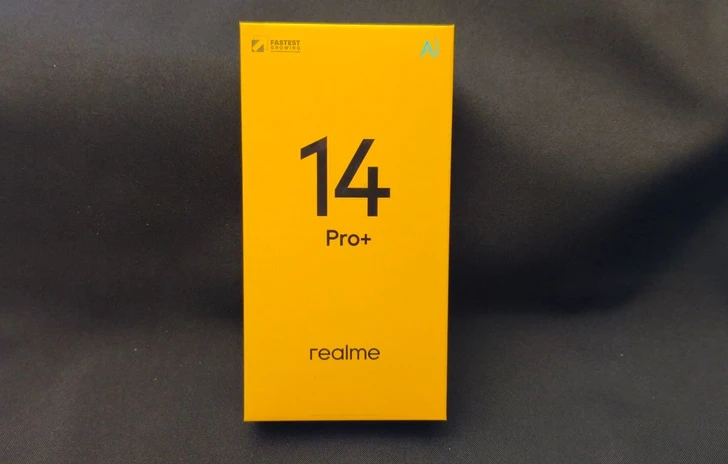 FASTEST
GROWING
Ai
14
Pro+
realme